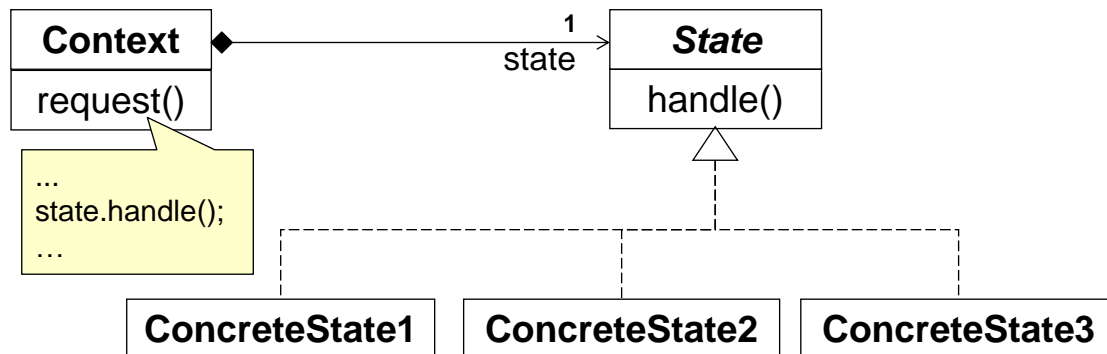 Context
request()
...
state.handle();
…
1
state
State
handle()
ConcreteState1
ConcreteState2
ConcreteState3